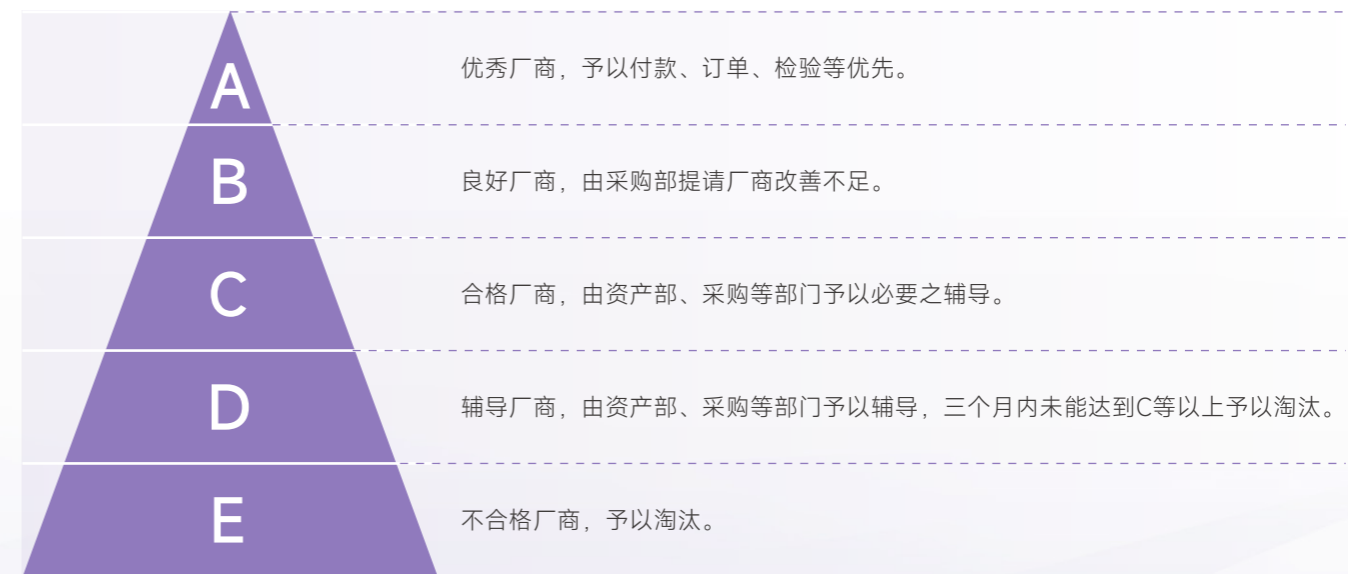 A
优秀厂商，予以付款、订单、检验等优先。
B
良好厂商，由采购部提请厂商改善不足。
C
合格厂商，由资产部、采购等部门予以必要之辅导。
D
辅导厂商，由资产部、采购等部门予以辅导，三个月内未能达到C等以上予以淘汰。
E
不合格厂商，予以淘汰。